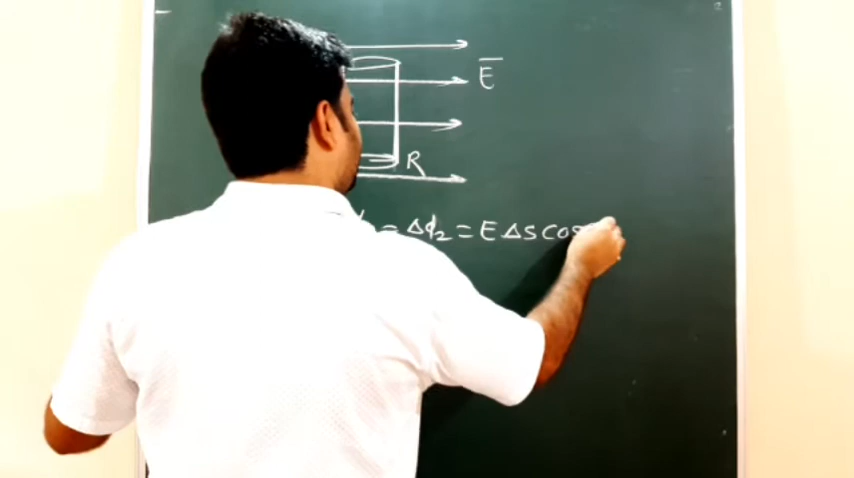 E̅
R
= Δϕ₂ = E ΔS cos